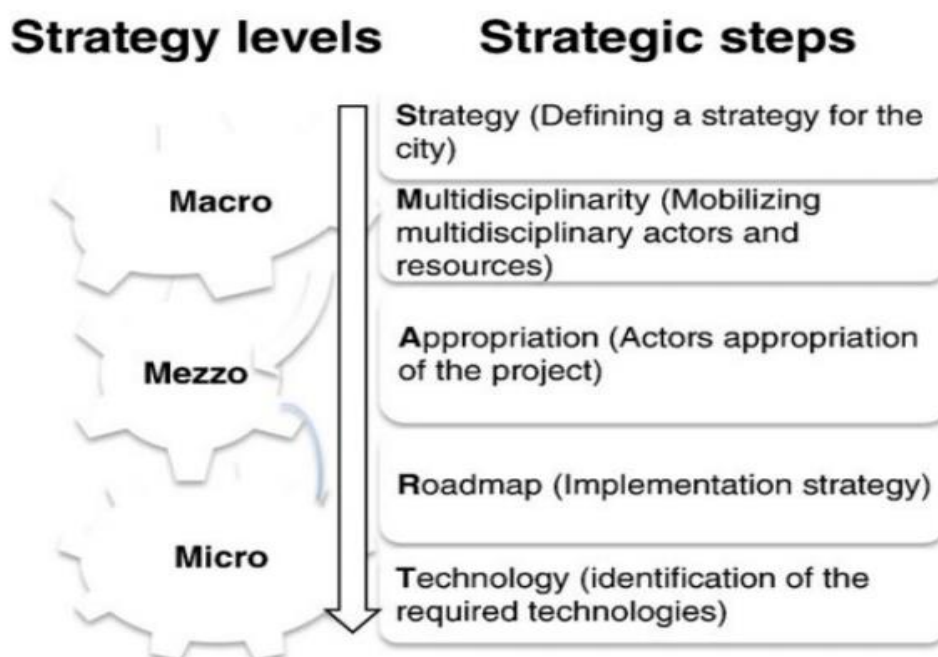 Strategy levels
Strategic steps
Macro
Mezzo
Micro
Strategy (Defining a strategy for the
city)
Multidisciplinarity (Mobilizing
multidisciplinary actors and
resources)
Appropriation (Actors appropriation
of the project)
Roadmap (Implementation strategy)
Technology (identification of the
required technologies)